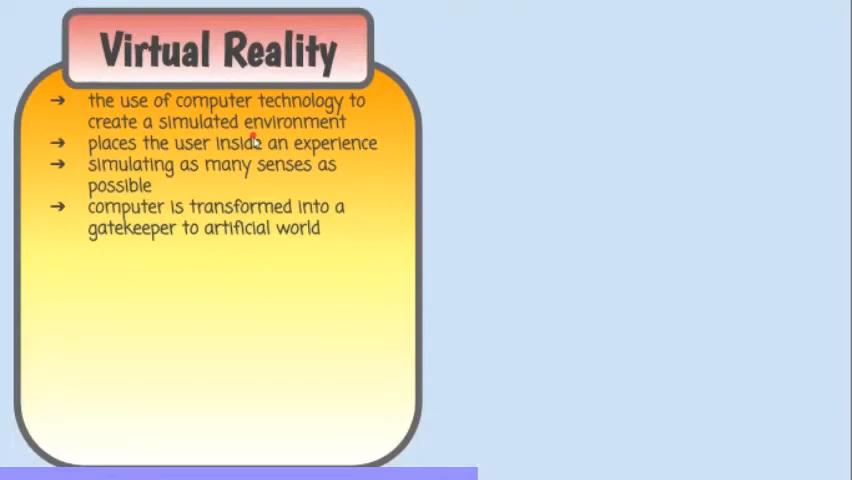 Virtual Reality
➔ the use of computer technology to
create a simulated environment
➔ places the user inside an experience
➔ simulating as many senses as
possible
➔ computer is transformed into a
gatekeeper to artificial world